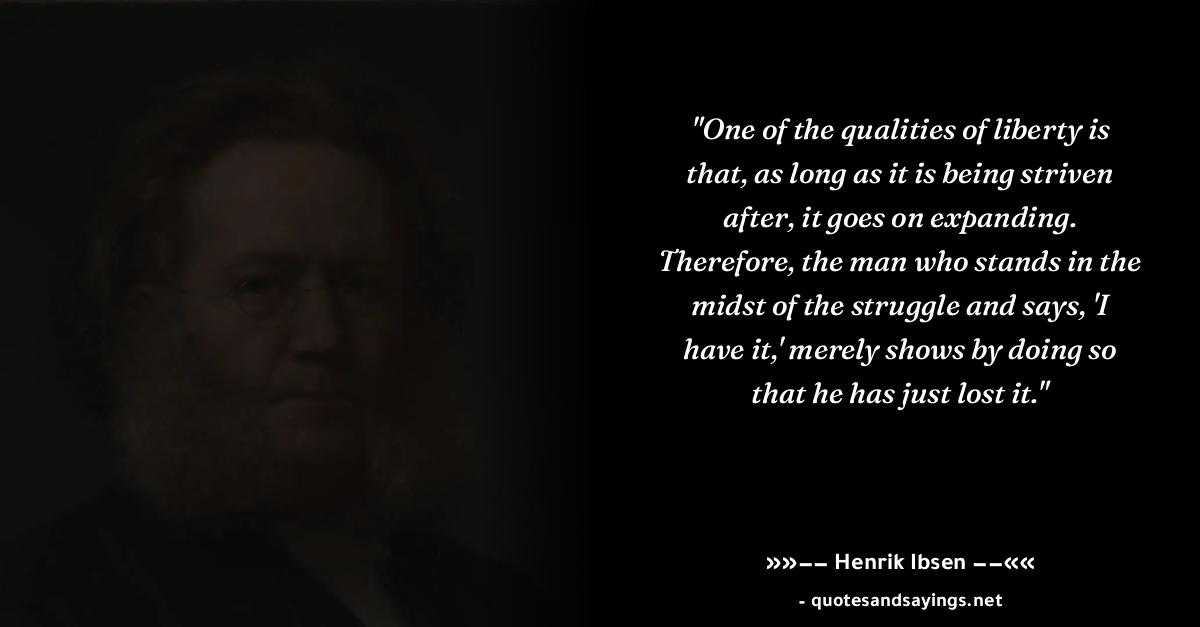 "One of the qualities of liberty is
that, as long as it is being striven
after, it goes on expanding.
Therefore, the man who stands in the
midst of the struggle and says, 'I
have it,' merely shows by doing so
that he has just lost it."
»»−− Henrik Ibsen −−««
- quotesandsayings.net